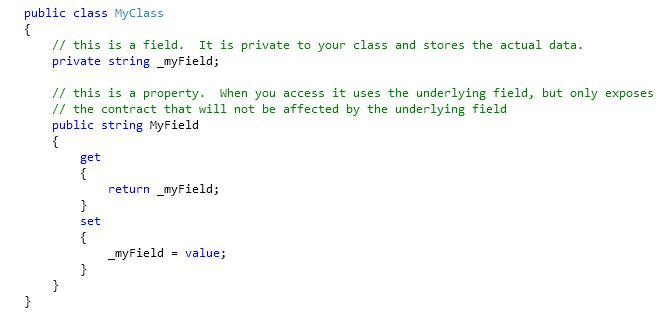 public class MyClass
{
    // this is a field.  It is private to your class and stores the actual data.
    private string _myField;

    // this is a property.  When you access it uses the underlying field, but only exposes
    // the contract that will not be affected by the underlying field
    public string MyField
    {
        get
        {
            return _myField;
        }
        set
        {
            _myField = value;
        }
    }
}